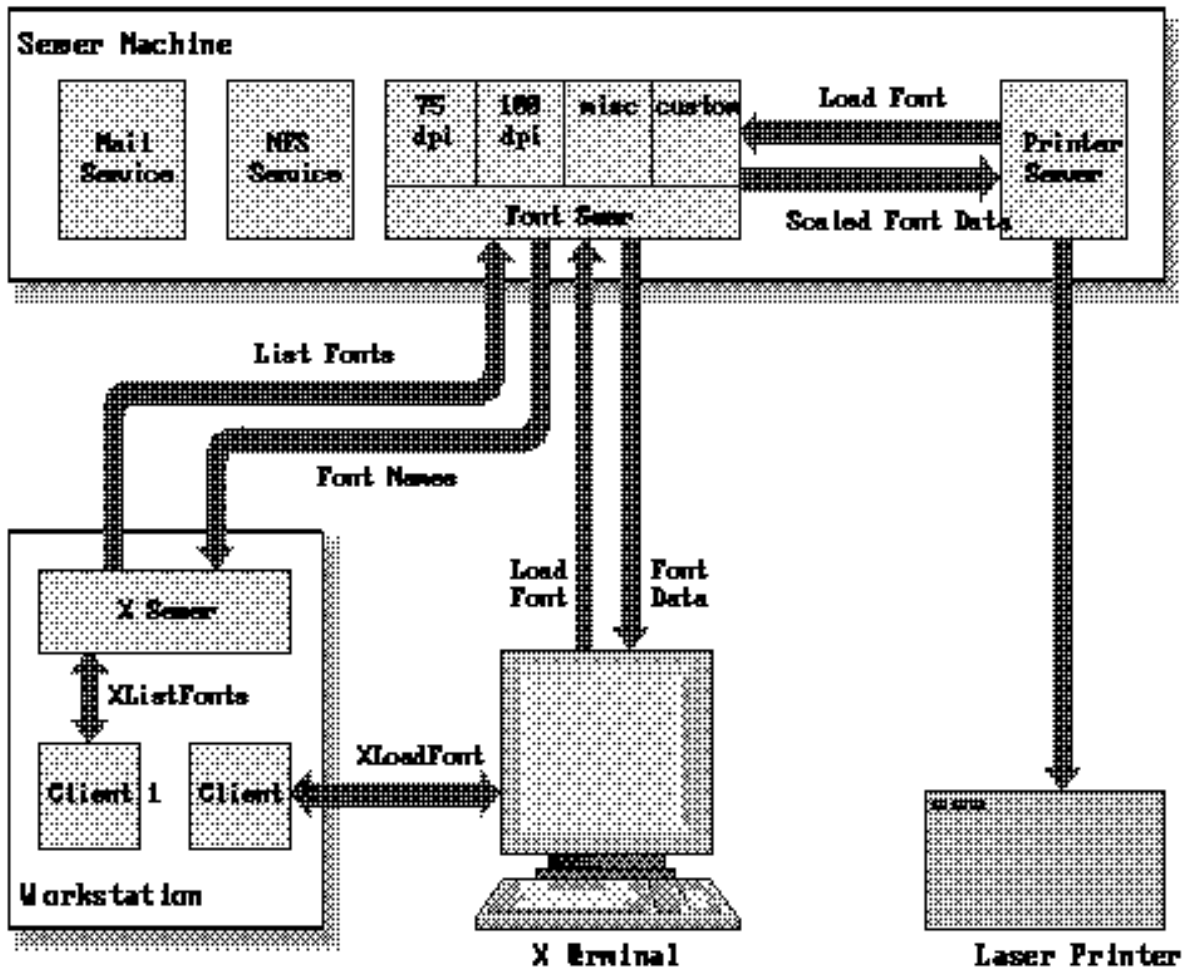 Server Machine
Mail
Service
NFS
Service
75
dpi
100
dpi
misc
custom
Font Server
Load Font
Scaled Font Data
Printer
Server
List Fonts
Font Names
Load
Font
Font
Data
X Server
XListFonts
Client 1
Client
XLoadFont
Workstation
X Terminal
Laser Printer